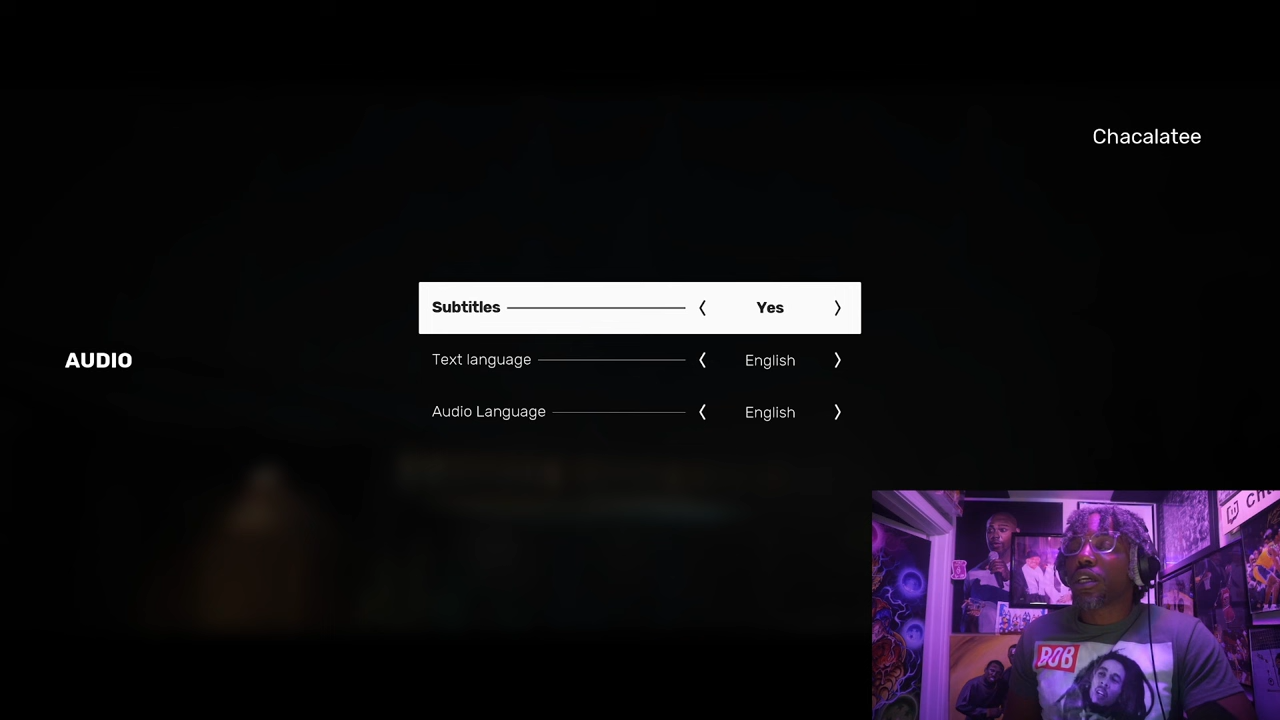 Chacalatee
Subtitles Yes
Text language English
AUDIO
Audio Language English
BOB